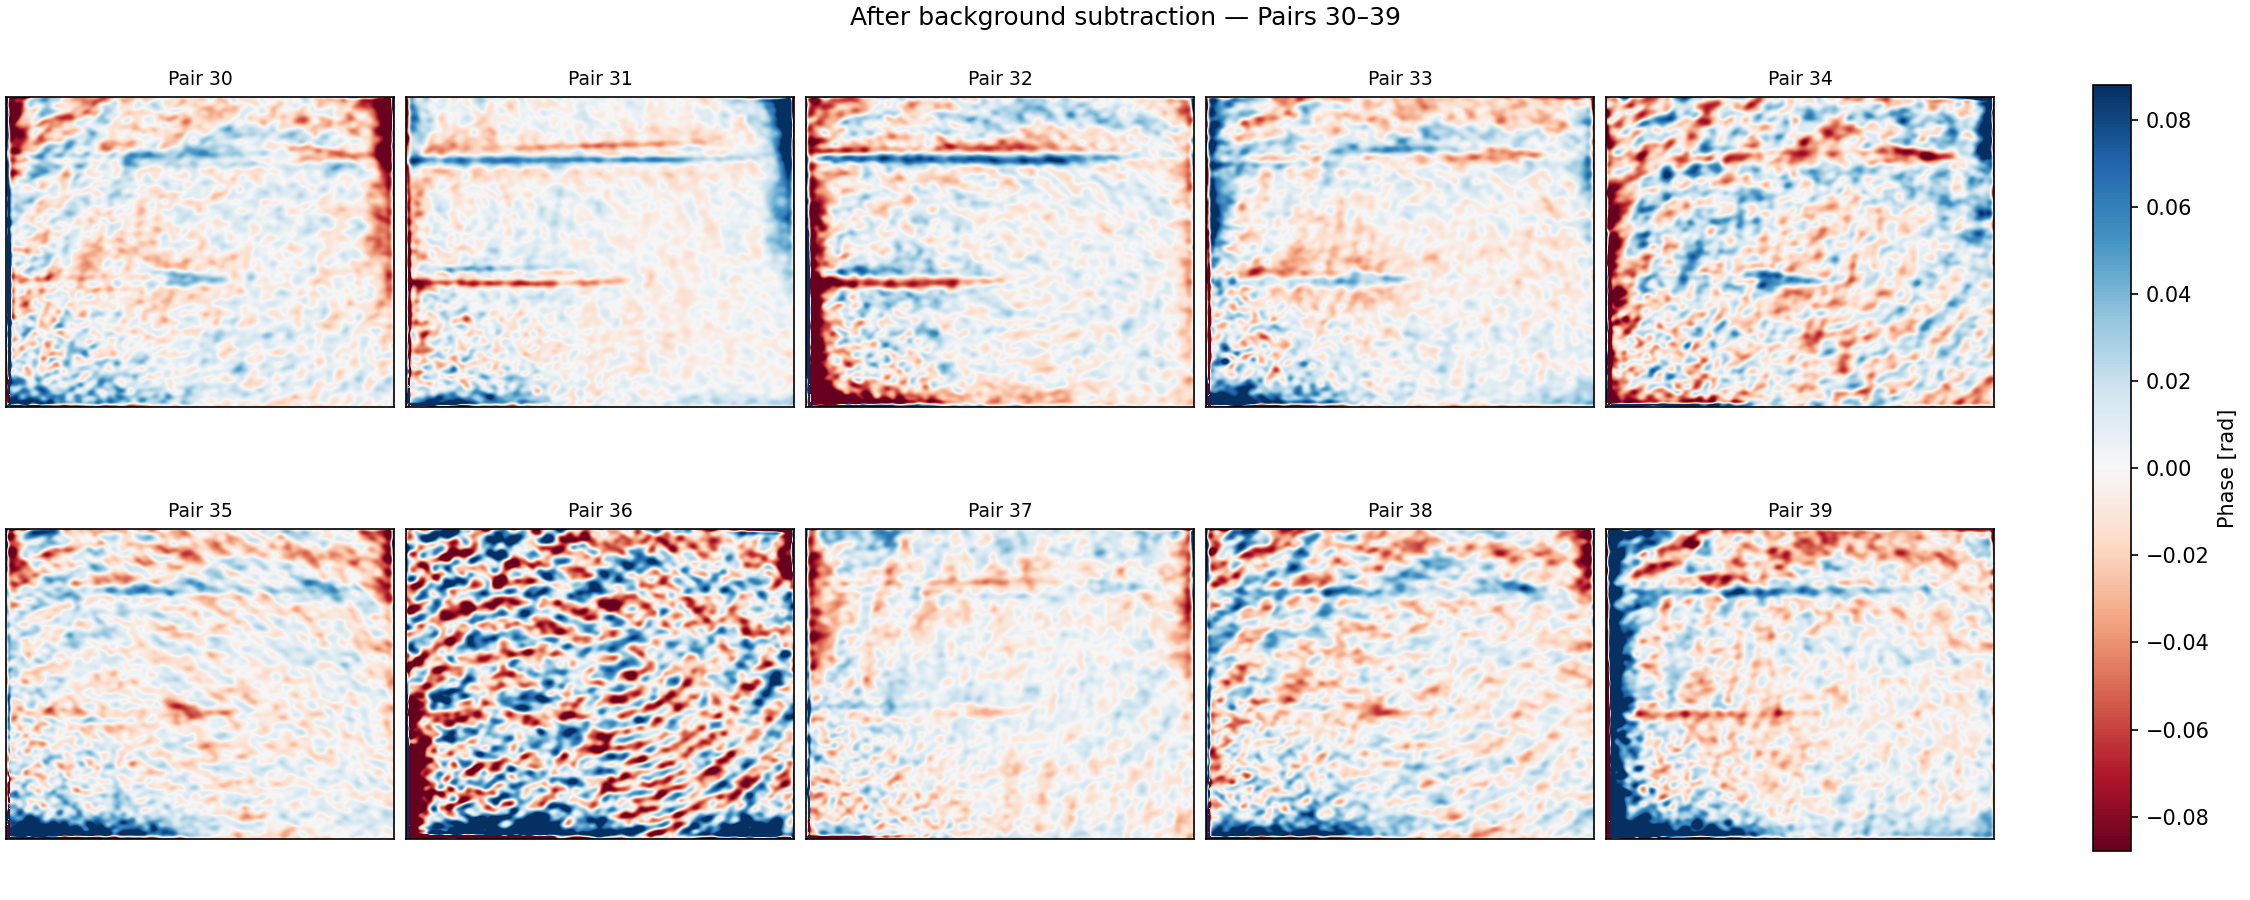 After background subtraction — Pairs 30–39
Pair 30
Pair 31
Pair 32
Pair 33
Pair 34
Pair 35
Pair 36
Pair 37
Pair 38
Pair 39
0.08
0.06
0.04
0.02
0.00
−0.02
−0.04
−0.06
−0.08
Phase [rad]